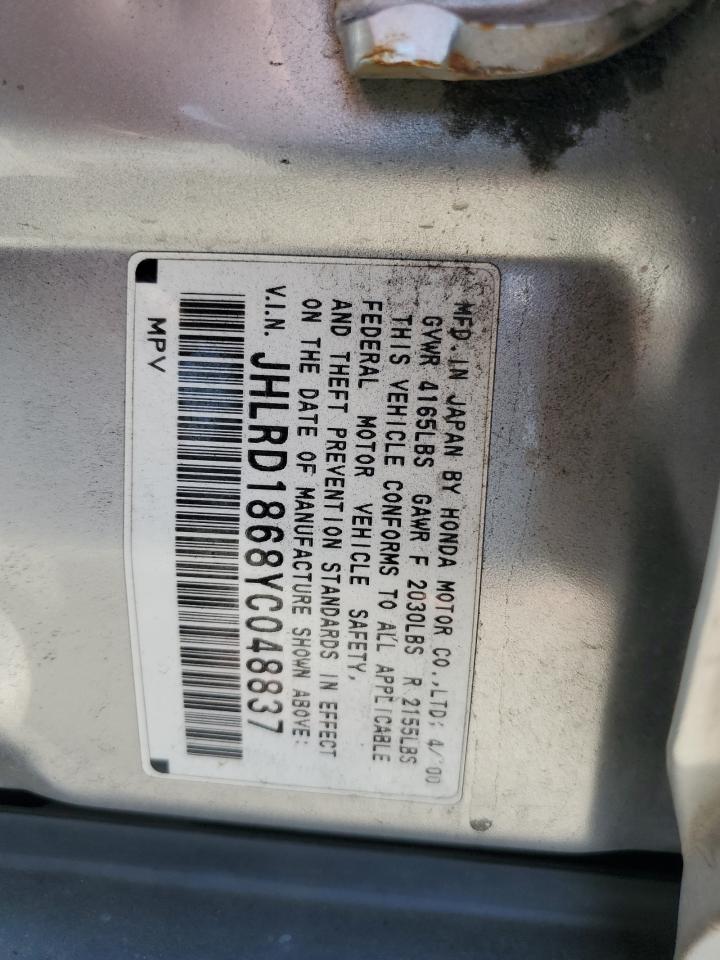 MFD. IN JAPAN BY HONDA MOTOR CO.,LTD; 4/'00
GVWR 4165LBS GAWR F 2030LBS R 2155LBS
THIS VEHICLE CONFORMS TO ALL APPLICABLE
FEDERAL MOTOR VEHICLE SAFETY,
AND THEFT PREVENTION STANDARDS IN EFFECT
ON THE DATE OF MANUFACTURE SHOWN ABOVE:
V.I.N. JHLRD1868YC048837
MPV